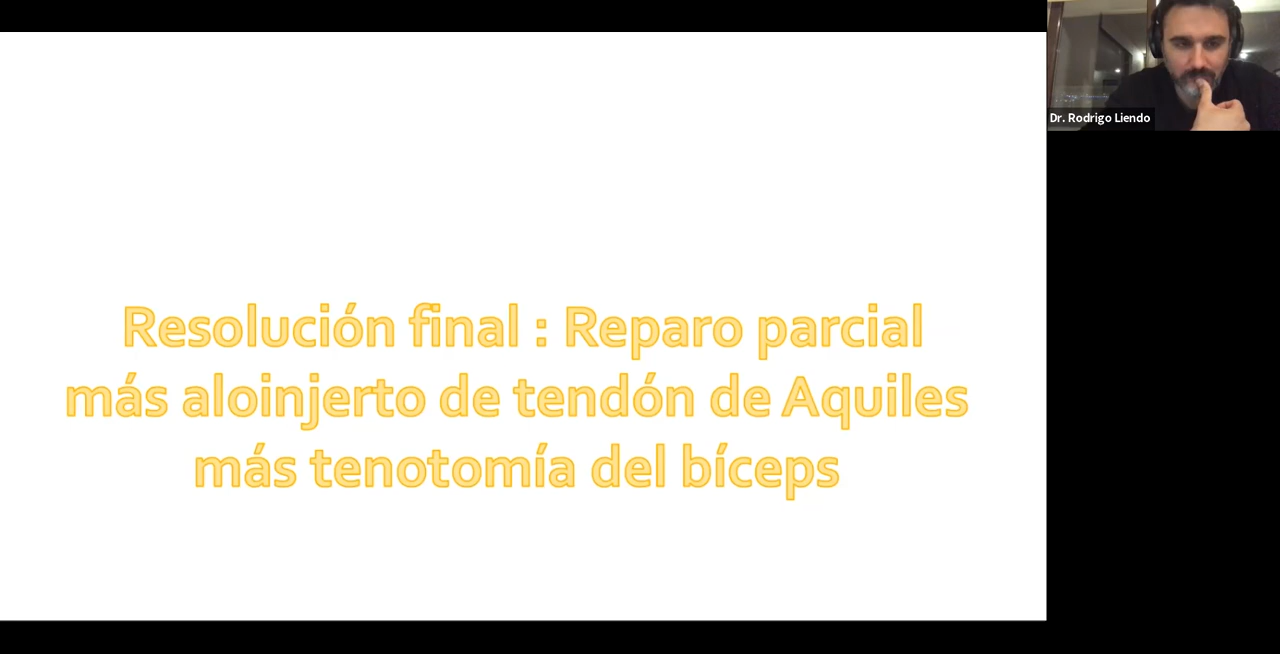 Resolución final : Reparo parcial
más aloinjerto de tendón de Aquiles
más tenotomía del bíceps
Dr. Rodrigo Liendo